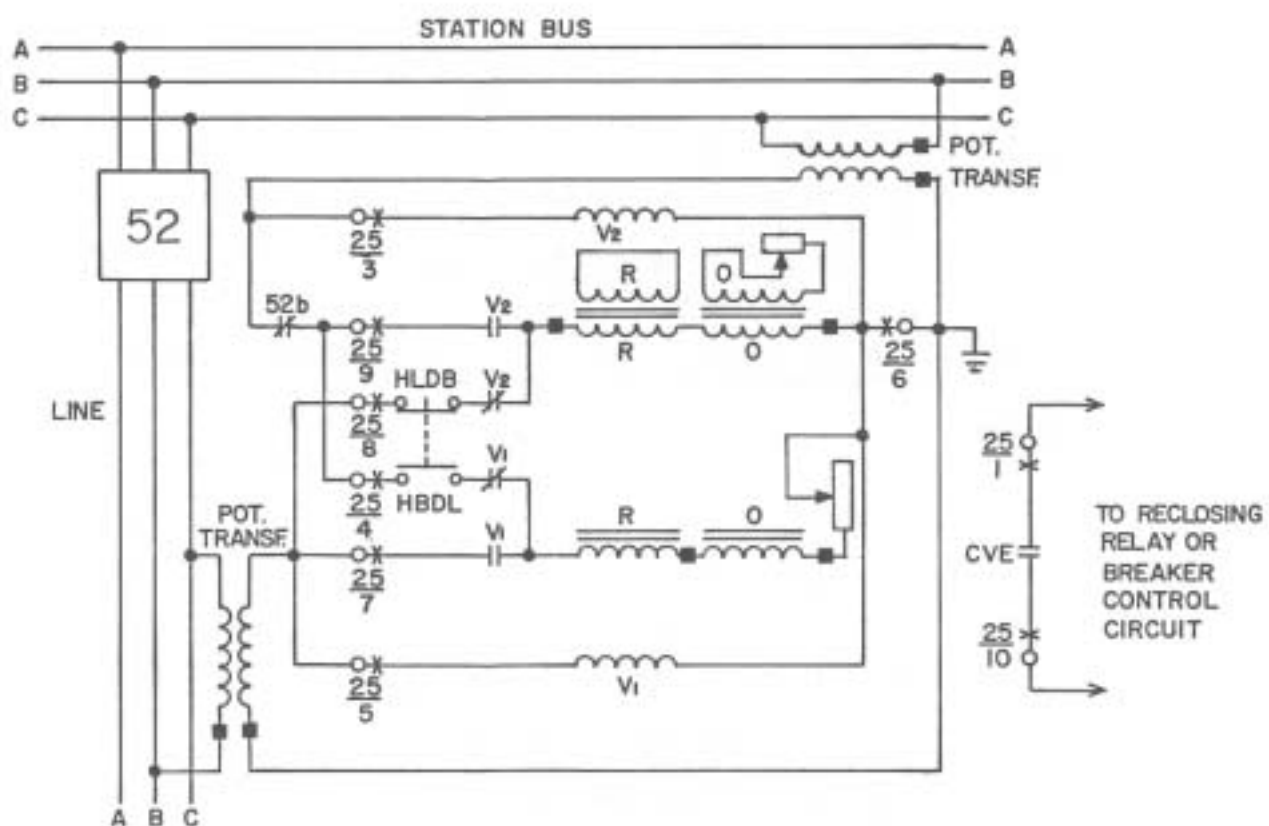 STATION BUS
A A
B B
C C
POT.
TRANSF.
52
25
3
V2
R O
52b
25
9
V2
R O
25
6
LINE
HLDB
V2
25
8
HBDL
V1
25
4
POT.
TRANSF.
V1
25
7
R O
25
5
V1
25
1
CVE
25
10
TO RECLOSING
RELAY OR
BREAKER
CONTROL
CIRCUIT
A B C